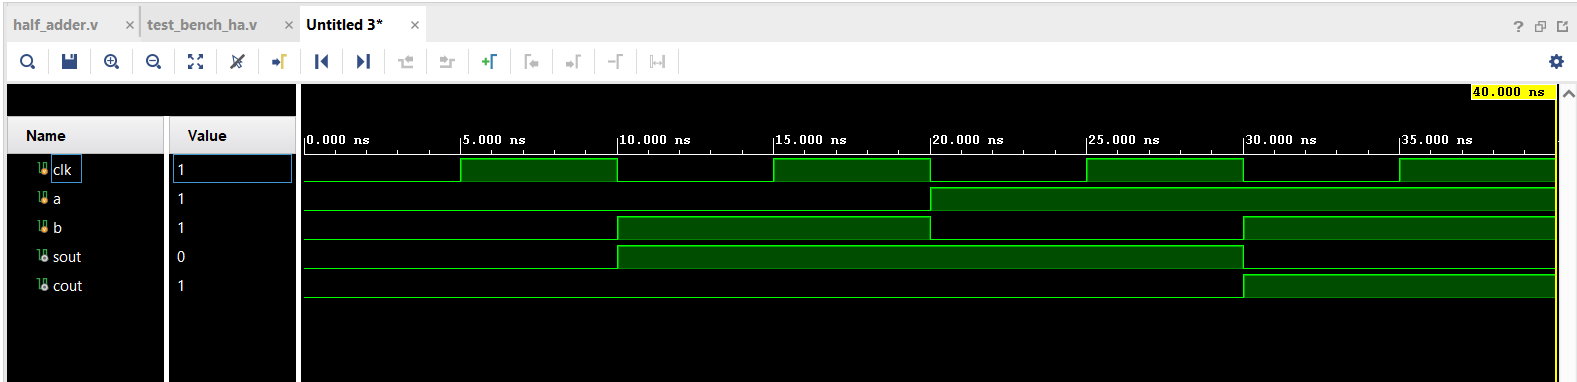 half_adder.v × test_bench_ha.v × Untitled 3* ×
40.000 ns
Name Value
0.000 ns 5.000 ns 10.000 ns 15.000 ns 20.000 ns 25.000 ns 30.000 ns 35.000 ns
clk 1
a 1
b 1
sout 0
cout 1